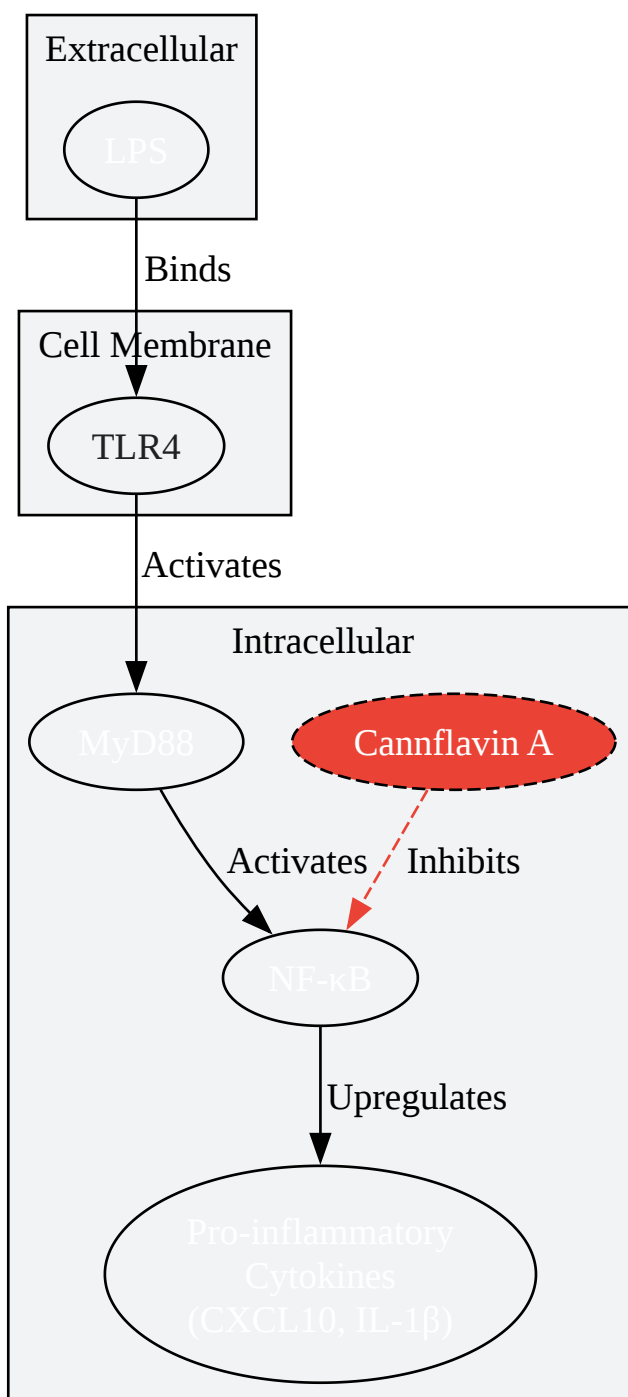 Extracellular
LPS
Binds
Cell Membrane
TLR4
Activates
Intracellular
MyD88
Cannflavin A
Activates
Inhibits
NF-κB
Upregulates
Pro-inflammatory
Cytokines
(CXCL10, IL-1β)